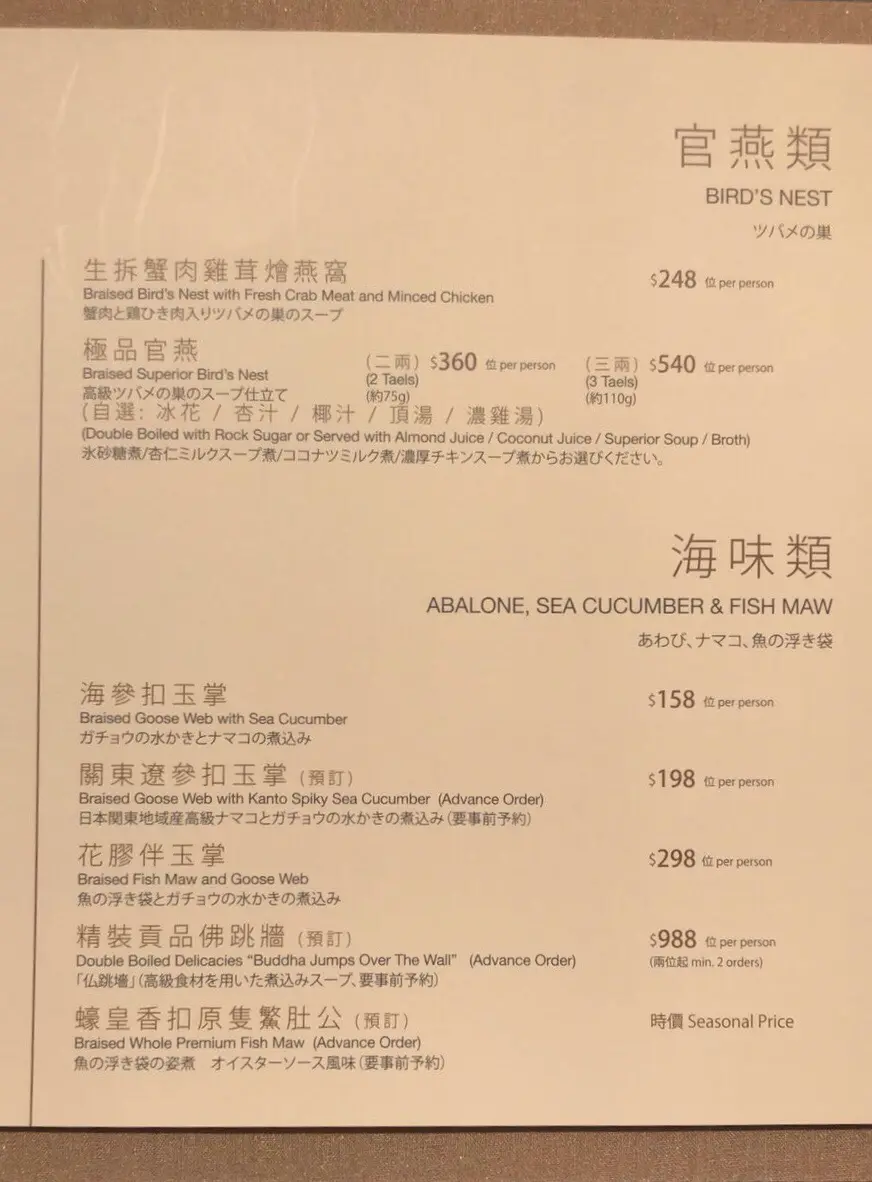 官燕類
BIRD'S NEST
ツバメの巣
生拆蟹肉雞茸燴燕窩 $248 位 per person
Braised Bird's Nest with Fresh Crab Meat and Minced Chicken
蟹肉と鶏ひき肉入りツバメの巣のスープ
極品官燕 (二兩) $360 位 per person (三兩) $540 位 per person
Braised Superior Bird's Nest (2 Taels) (3 Taels)
高級ツバメの巣のスープ仕立て (約75g) (約110g)
(自選: 冰花 / 杏汁 / 椰汁 / 頂湯 / 濃雞湯)
(Double Boiled with Rock Sugar or Served with Almond Juice / Coconut Juice / Superior Soup / Broth)
氷砂糖煮/杏仁ミルクスープ煮/ココナツミルク煮/濃厚チキンスープ煮からお選びください。
海味類
ABALONE, SEA CUCUMBER & FISH MAW
あわび、ナマコ、魚の浮き袋
海參扣玉掌 $158 位 per person
Braised Goose Web with Sea Cucumber
ガチョウの水かきとナマコの煮込み
關東遼參扣玉掌 (預訂) $198 位 per person
Braised Goose Web with Kanto Spiky Sea Cucumber (Advance Order)
日本関東地域産高級ナマコとガチョウの水かきの煮込み(要事前予約)
花膠伴玉掌 $298 位 per person
Braised Fish Maw and Goose Web
魚の浮き袋とガチョウの水かきの煮込み
精裝貢品佛跳牆 (預訂) $988 位 per person
Double Boiled Delicacies "Buddha Jumps Over The Wall" (Advance Order) (兩位起 min. 2 orders)
「仏跳墻」(高級食材を用いた煮込みスープ、要事前予約)
蠔皇香扣原隻鰵肚公 (預訂) 時價 Seasonal Price
Braised Whole Premium Fish Maw (Advance Order)
魚の浮き袋の姿煮 オイスターソース風味(要事前予約)